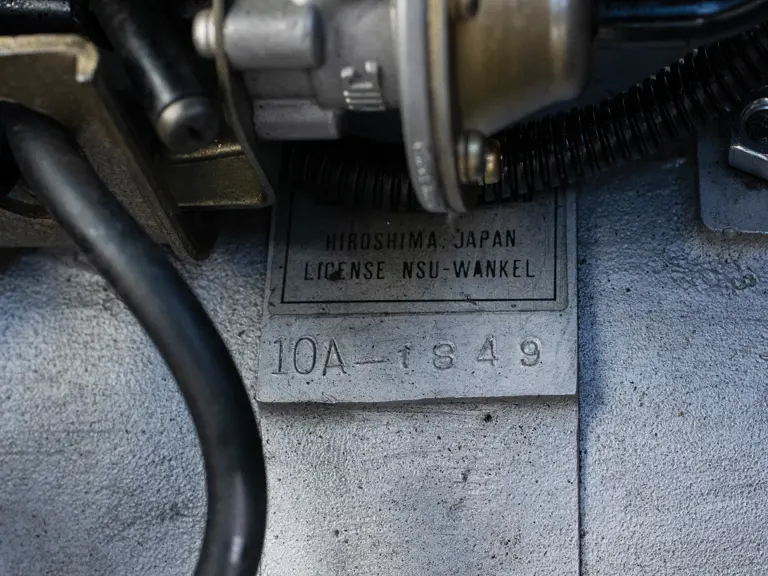 HIROSHIMA, JAPAN
LICENSE NSU-WANKEL
10A-1849